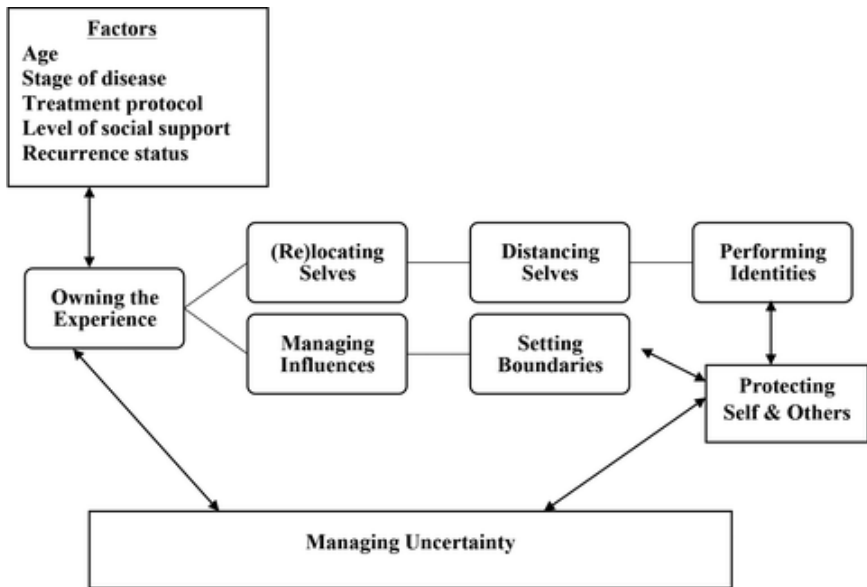 Factors
Age
Stage of disease
Treatment protocol
Level of social support
Recurrence status
(Re)locating
Selves
Distancing
Selves
Performing
Identities
Owning the
Experience
Managing
Influences
Setting
Boundaries
Protecting
Self & Others
Managing Uncertainty